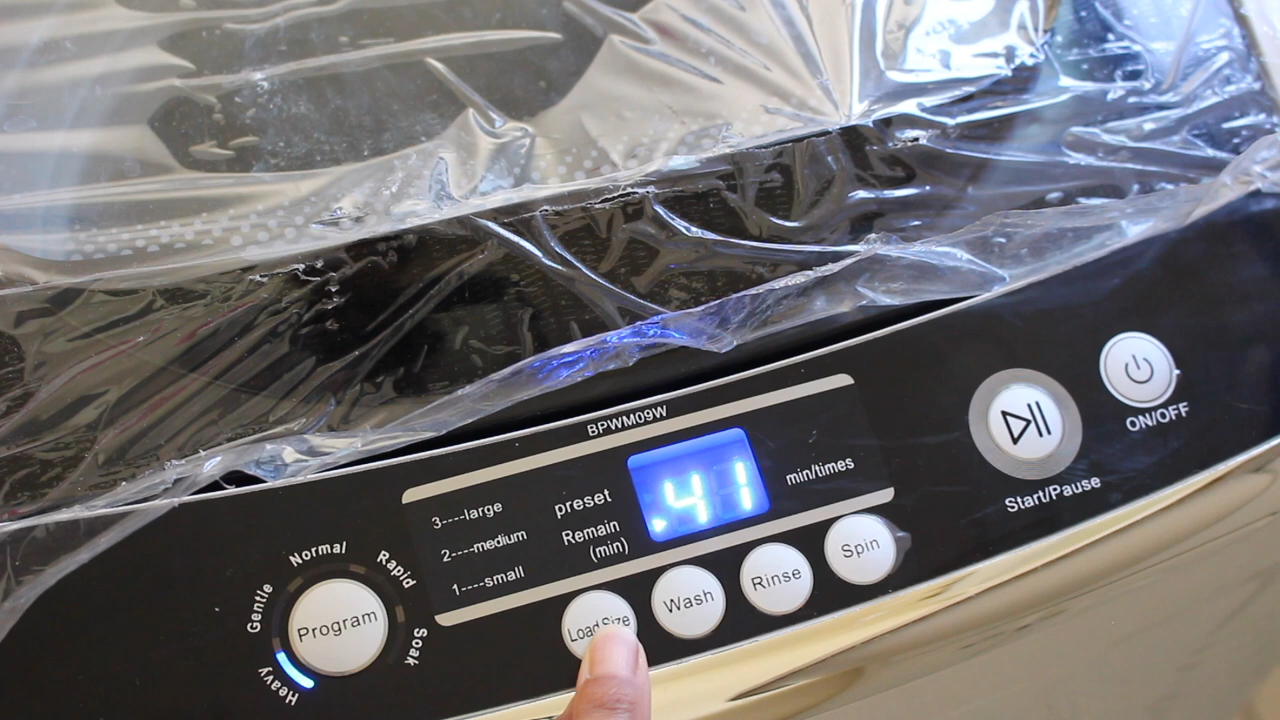 BPWM09W
3----large
2----medium
1----small
preset
Remain
(min)
41
min/times
ON/OFF
Start/Pause
Normal
Rapid
Gentle
Program
Soak
Heavy
Load Size
Wash
Rinse
Spin